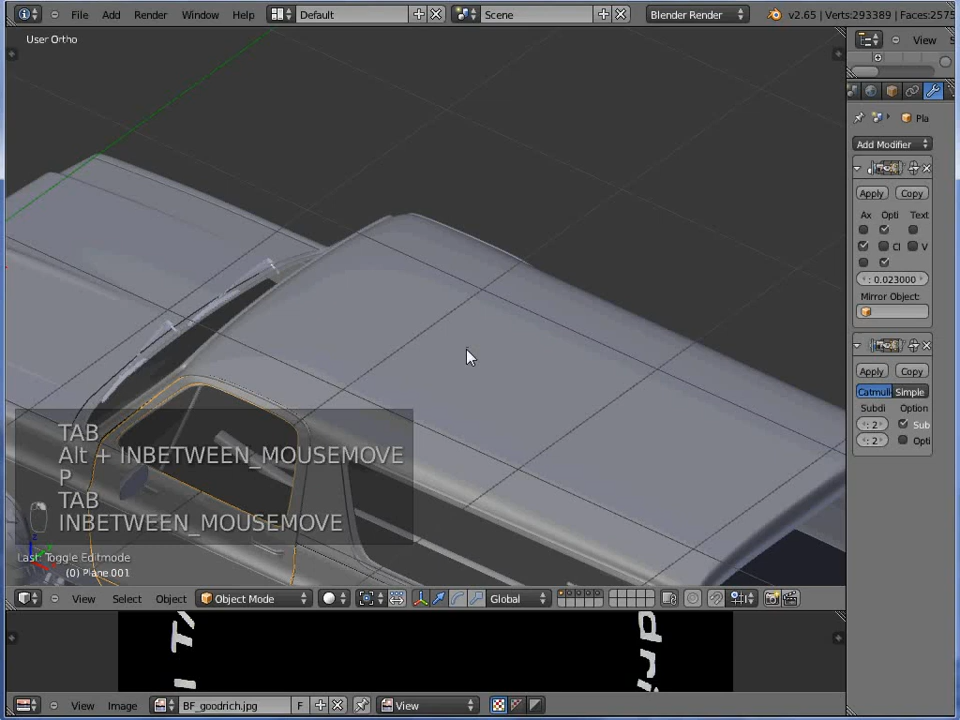 File Add Render Window Help Default Scene Blender Render v2.65 | Verts:293389 | Faces:2575
User Ortho
View
Pla
Add Modifier
Apply Copy
Ax Opti Text
Cl V
: 0.023000
Mirror Object:
Apply Copy
Catmull Simple
Subdi Option
: 2 Sub
: 2 Opti
TAB
Alt + INBETWEEN_MOUSEMOVE
P
TAB
INBETWEEN_MOUSEMOVE
Last: Toggle Editmode
(0) Plane.001
View Select Object Object Mode Global
View Image BF_goodrich.jpg F View